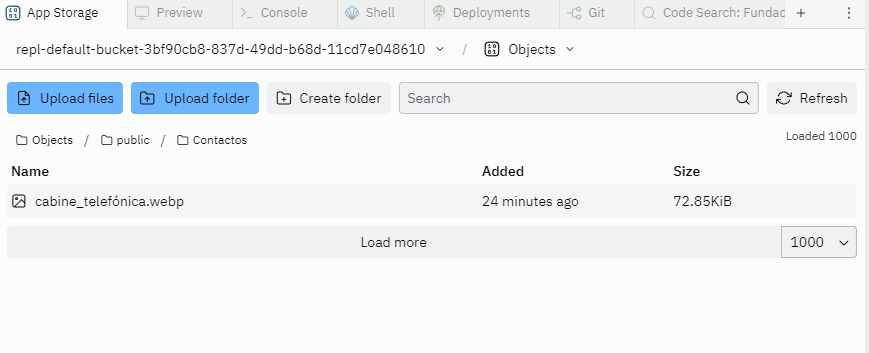 App Storage Preview Console Shell Deployments Git Code Search: Fundad
repl-default-bucket-3bf90cb8-837d-49dd-b68d-11cd7e048610 / Objects
Upload files Upload folder Create folder Search Refresh
Objects / public / Contactos Loaded 1000
Name Added Size
cabine_telefónica.webp 24 minutes ago 72.85KiB
Load more 1000